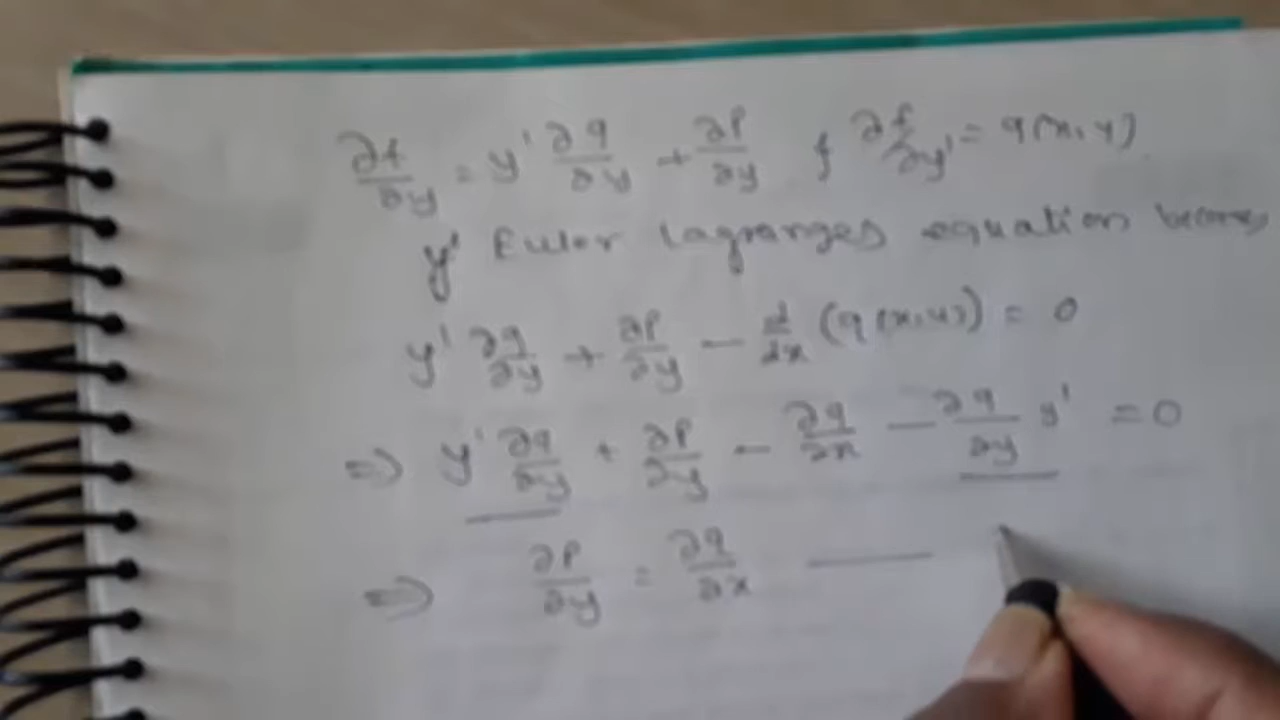 ∂f/∂y = y' ∂q/∂y + ∂p/∂y & ∂f/∂y' = q(x,y)
y' Euler Lagranges equation becomes
y' ∂q/∂y + ∂p/∂y - d/dx (q(x,y)) = 0
⇒ y' ∂q/∂y + ∂p/∂y - ∂q/∂x - ∂q/∂y y' = 0
⇒ ∂p/∂y = ∂q/∂x —